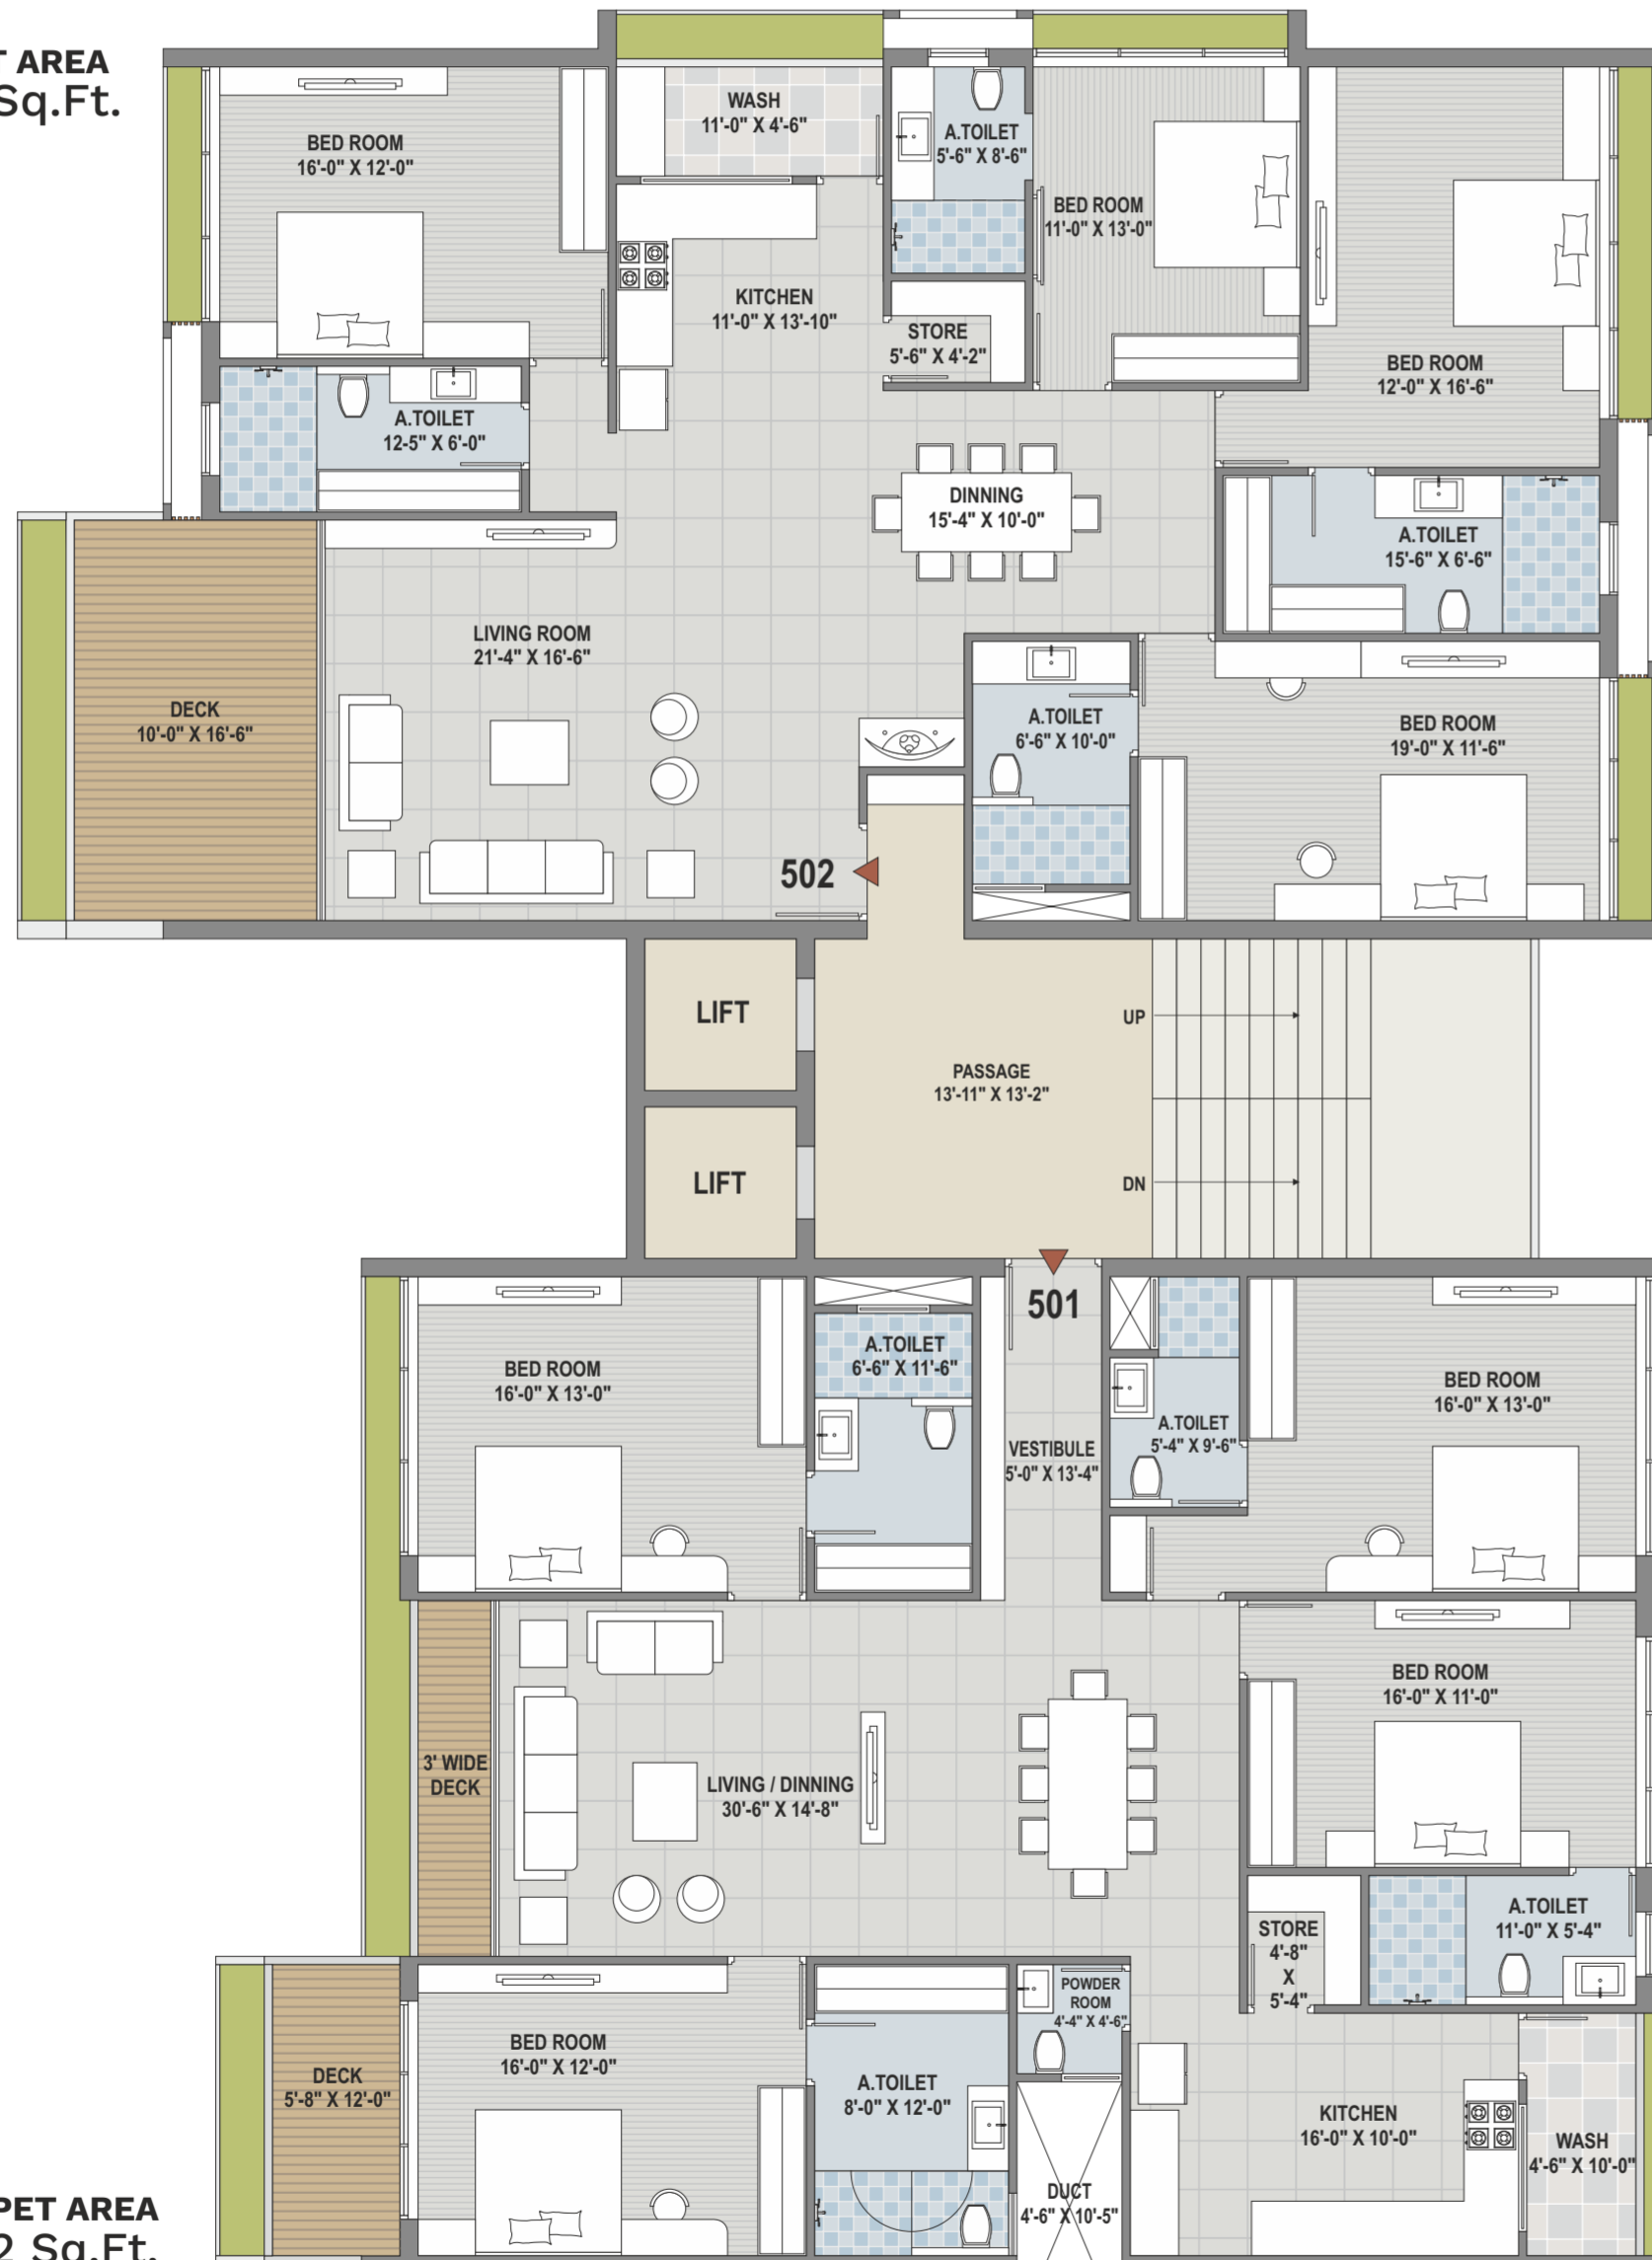 AREA
Sq.Ft.
BED ROOM
16'-0" X 12'-0"
WASH
11'-0" X 4'-6"
A.TOILET
5'-6" X 8'-6"
BED ROOM
11'-0" X 13'-0"
KITCHEN
11'-0" X 13'-10"
STORE
5'-6" X 4'-2"
BED ROOM
12'-0" X 16'-6"
A.TOILET
12-5" X 6'-0"
DINNING
15'-4" X 10'-0"
A.TOILET
15'-6" X 6'-6"
LIVING ROOM
21'-4" X 16'-6"
DECK
10'-0" X 16'-6"
A.TOILET
6'-6" X 10'-0"
BED ROOM
19'-0" X 11'-6"
502
LIFT
UP
PASSAGE
13'-11" X 13'-2"
LIFT
DN
501
A.TOILET
6'-6" X 11'-6"
BED ROOM
16'-0" X 13'-0"
BED ROOM
16'-0" X 13'-0"
A.TOILET
5'-4" X 9'-6"
VESTIBULE
5'-0" X 13'-4"
BED ROOM
16'-0" X 11'-0"
3' WIDE
DECK
LIVING / DINNING
30'-6" X 14'-8"
STORE
4'-8"
X
5'-4"
A.TOILET
11'-0" X 5'-4"
POWDER
ROOM
4'-4" X 4'-6"
BED ROOM
16'-0" X 12'-0"
DECK
5'-8" X 12'-0"
A.TOILET
8'-0" X 12'-0"
KITCHEN
16'-0" X 10'-0"
WASH
4'-6" X 10'-0"
DUCT
4'-6" X 10'-5"
PET AREA
2 Sq.Ft.